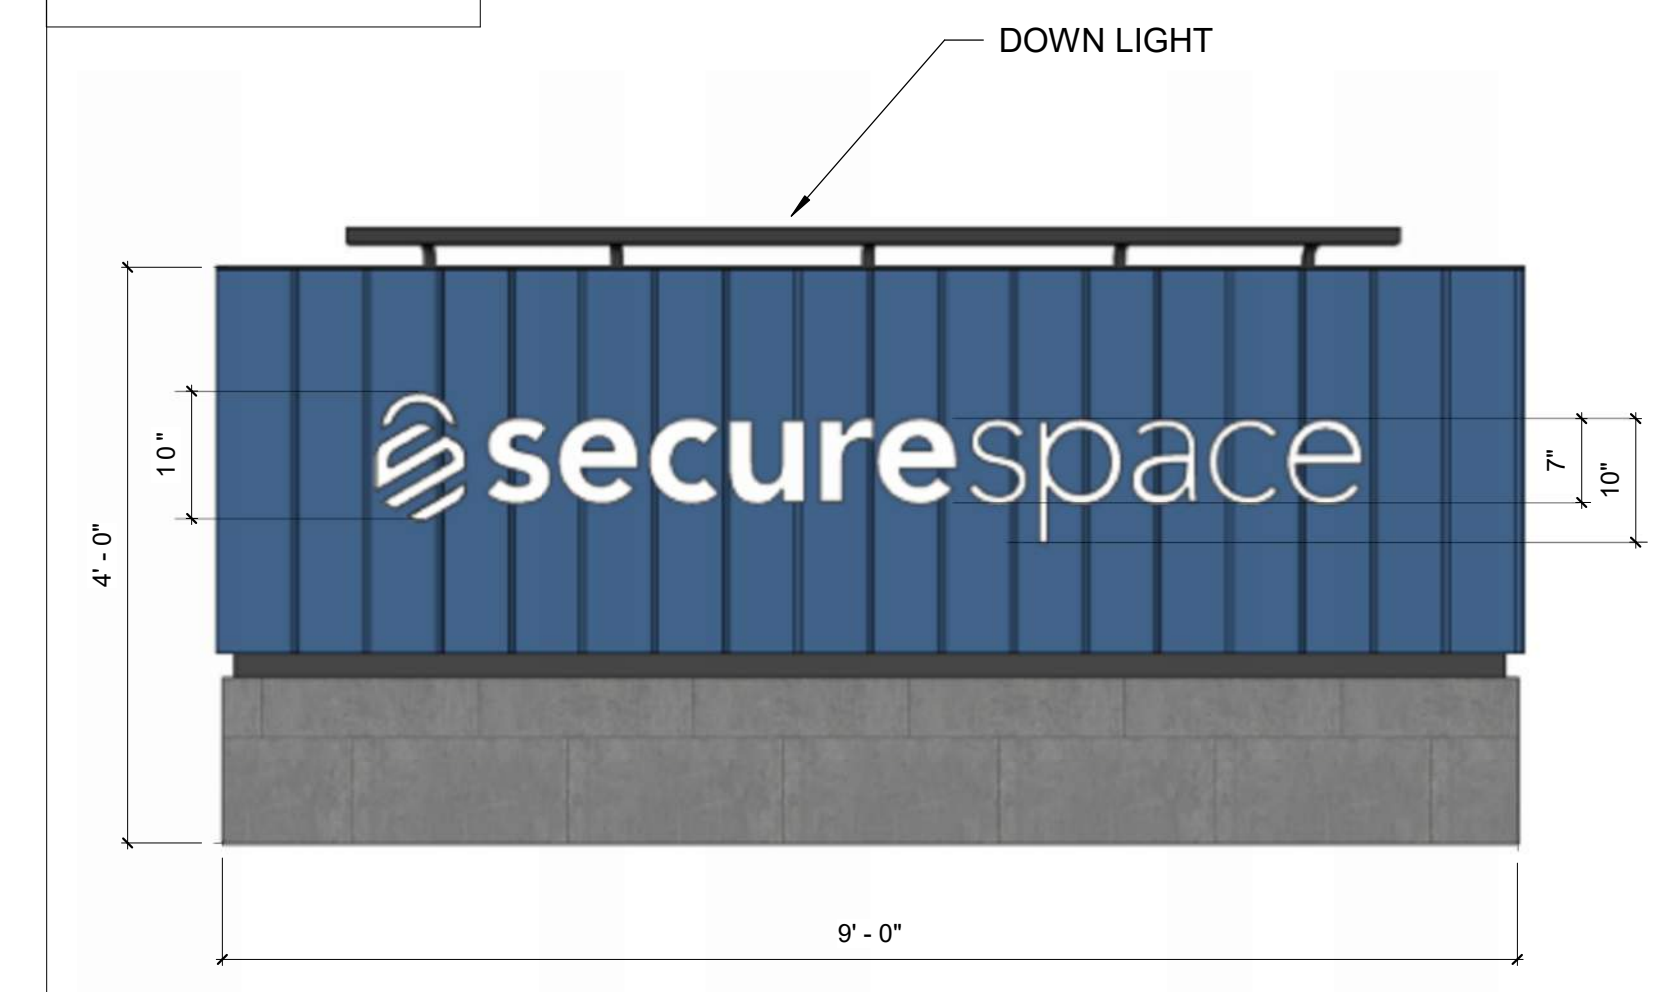 DOWN LIGHT
10"
securespace
7"
10"
4' - 0"
9' - 0"